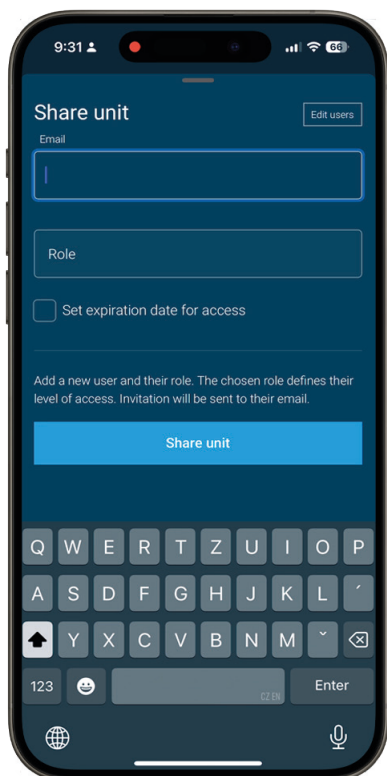 9:31
66
Share unit
Edit users
Email
Role
Set expiration date for access
Add a new user and their role. The chosen role defines their
level of access. Invitation will be sent to their email.
Share unit
Q W E R T Z U I O P
A S D F G H J K L ´
Y X C V B N M ˇ
123
CZ EN
Enter